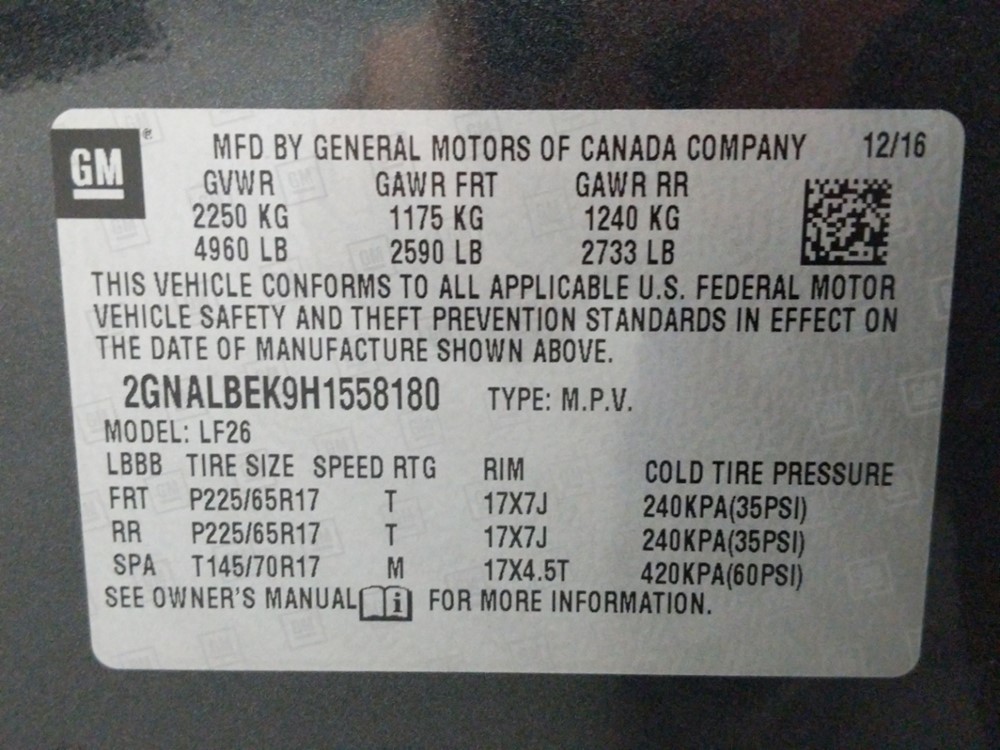 GM® MFD BY GENERAL MOTORS OF CANADA COMPANY 12/16
GVWR GAWR FRT GAWR RR
2250 KG 1175 KG 1240 KG
4960 LB 2590 LB 2733 LB
THIS VEHICLE CONFORMS TO ALL APPLICABLE U.S. FEDERAL MOTOR
VEHICLE SAFETY AND THEFT PREVENTION STANDARDS IN EFFECT ON
THE DATE OF MANUFACTURE SHOWN ABOVE.
2GNALBEK9H1558180 TYPE: M.P.V.
MODEL: LF26
LBBB TIRE SIZE SPEED RTG RIM COLD TIRE PRESSURE
FRT P225/65R17 T 17X7J 240KPA(35PSI)
RR P225/65R17 T 17X7J 240KPA(35PSI)
SPA T145/70R17 M 17X4.5T 420KPA(60PSI)
SEE OWNER'S MANUAL i FOR MORE INFORMATION.